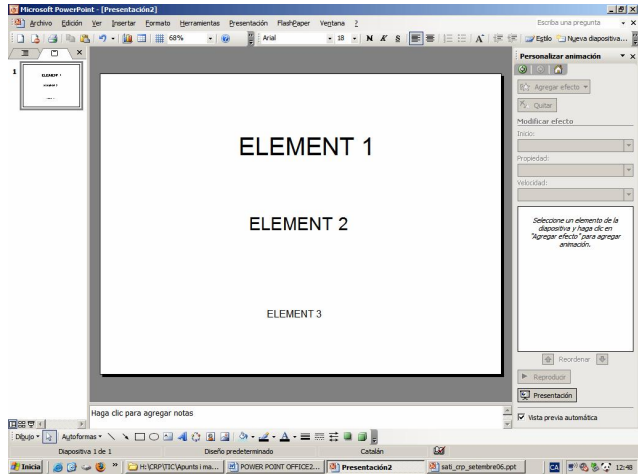 Microsoft PowerPoint - [Presentación2]
Archivo Edición Ver Insertar Formato Herramientas Presentación FlashPaper Ventana ? Escriba una pregunta
68% Arial 18 N K S Estilo Nueva diapositiva...
Personalizar animación
1
ELEMENT 1
ELEMENT 2
ELEMENT 3
Agregar efecto
Quitar
Modificar efecto
Inicio:
Propiedad:
Velocidad:
Seleccione un elemento de la
diapositiva y haga clic en
"Agregar efecto" para agregar
animación.
Reordenar
Reproducir
Presentación
Vista previa automática
Haga clic para agregar notas
Dibujo Autoformas
Diapositiva 1 de 1 Diseño predeterminado Catalán
Inicio H:\CRP\TIC\Apunts i ma... POWER POINT OFFICE2... Presentación2 sati_crp_setembre06.ppt CA 12:48